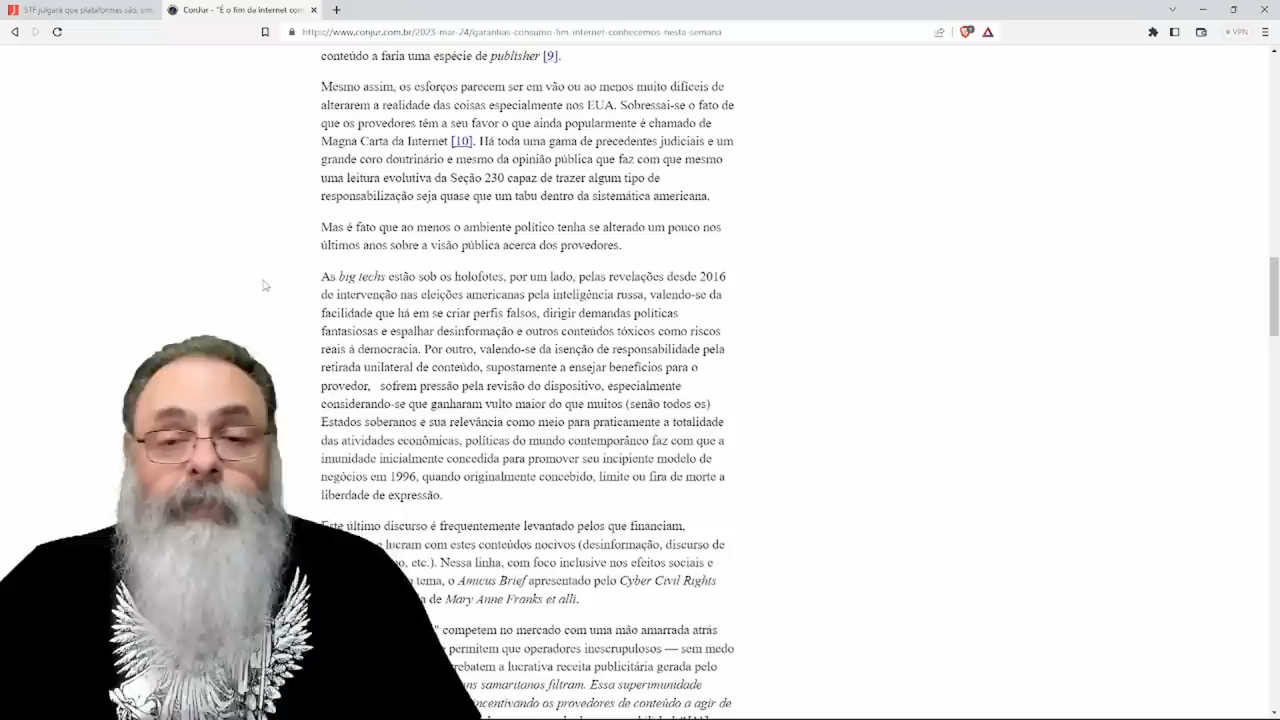 STF julgará que plataformas são, sim
ConJur - "É o fim da internet com
https://www.conjur.com.br/2023-mar-24/garantias-consumo-fim-internet-conhecemos-nesta-semana
VPN
conteúdo a faria uma espécie de publisher [9].
Mesmo assim, os esforços parecem ser em vão ou ao menos muito difíceis de
alterarem a realidade das coisas especialmente nos EUA. Sobressai-se o fato de
que os provedores têm a seu favor o que ainda popularmente é chamado de
Magna Carta da Internet [10]. Há toda uma gama de precedentes judiciais e um
grande coro doutrinário e mesmo da opinião pública que faz com que mesmo
uma leitura evolutiva da Seção 230 capaz de trazer algum tipo de
responsabilização seja quase que um tabu dentro da sistemática americana.
Mas é fato que ao menos o ambiente político tenha se alterado um pouco nos
últimos anos sobre a visão pública acerca dos provedores.
As big techs estão sob os holofotes, por um lado, pelas revelações desde 2016
de intervenção nas eleições americanas pela inteligência russa, valendo-se da
facilidade que há em se criar perfis falsos, dirigir demandas políticas
fantasiosas e espalhar desinformação e outros conteúdos tóxicos como riscos
reais à democracia. Por outro, valendo-se da isenção de responsabilidade pela
retirada unilateral de conteúdo, supostamente a ensejar benefícios para o
provedor, sofrem pressão pela revisão do dispositivo, especialmente
considerando-se que ganharam vulto maior do que muitos (senão todos os)
Estados soberanos e sua relevância como meio para praticamente a totalidade
das atividades econômicas, políticas do mundo contemporâneo faz com que a
imunidade inicialmente concedida para promover seu incipiente modelo de
negócios em 1996, quando originalmente concebido, limite ou fira de morte a
liberdade de expressão.
Este último discurso é frequentemente levantado pelos que financiam,
lucram com estes conteúdos nocivos (desinformação, discurso de
etc.). Nessa linha, com foco inclusive nos efeitos sociais e
tema, o Amicus Brief apresentado pelo Cyber Civil Rights
de Mary Anne Franks et alli.
" competem no mercado com uma mão amarrada atrás
permitem que operadores inescrupulosos — sem medo
rebatem a lucrativa receita publicitária gerada pelo
samaritanos filtram. Essa superimunidade
incentivando os provedores de conteúdo a agir de